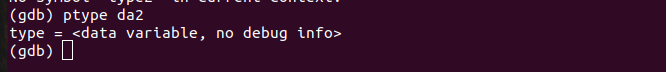 No symbol "type2" in current context.
(gdb) ptype da2
type = <data variable, no debug info>
(gdb)